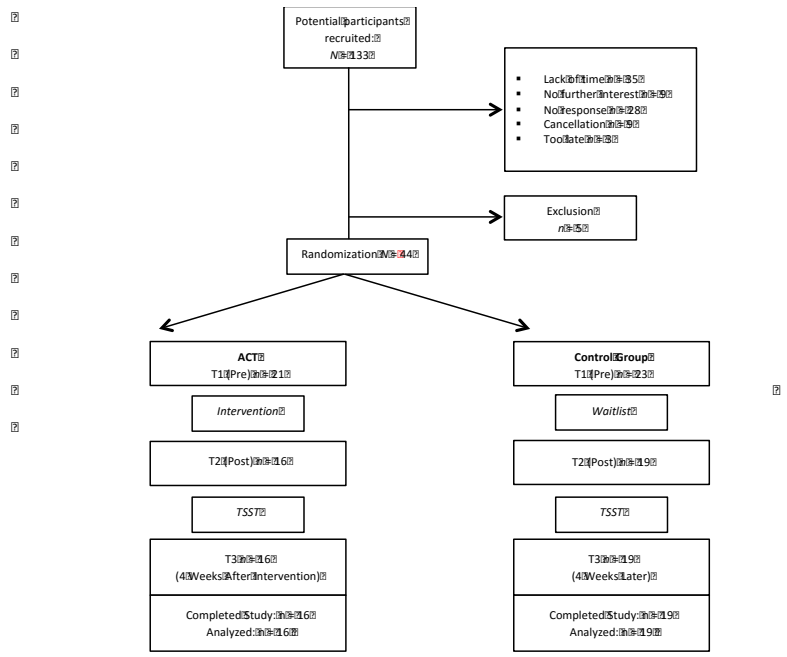 Potential participants
recruited:
N = 133
▪ Lack of time n = 35
▪ No further interest n = 9
▪ No response n = 28
▪ Cancellation n = 9
▪ Too late n = 3
Exclusion
n = 5
Randomization N = 44
ACT
T1 (Pre) n = 21
Control Group
T1 (Pre) n = 23
Intervention
Waitlist
T2 (Post) n = 16
T2 (Post) n = 19
TSST
TSST
T3 n = 16
(4 Weeks After Intervention)
T3 n = 19
(4 Weeks Later)
Completed Study: n = 16
Analyzed: n = 16
Completed Study: n = 19
Analyzed: n = 19